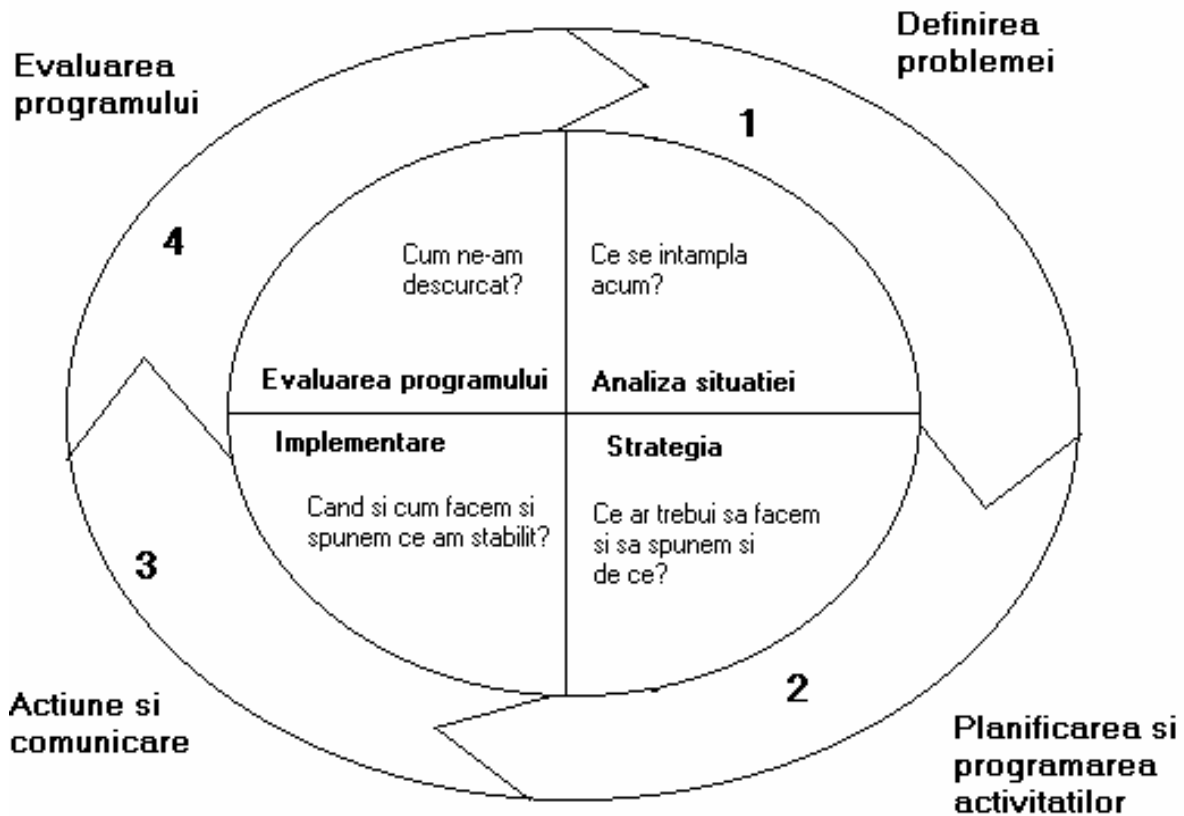 Definirea
problemei
1
Evaluarea
programului
4
Cum ne-am
descurcat?
Ce se intampla
acum?
Evaluarea programului
Analiza situatiei
Implementare
Strategia
Cand si cum facem si
spunem ce am stabilit?
Ce ar trebui sa facem
si sa spunem si
de ce?
3
2
Actiune si
comunicare
Planificarea si
programarea
activitatilor